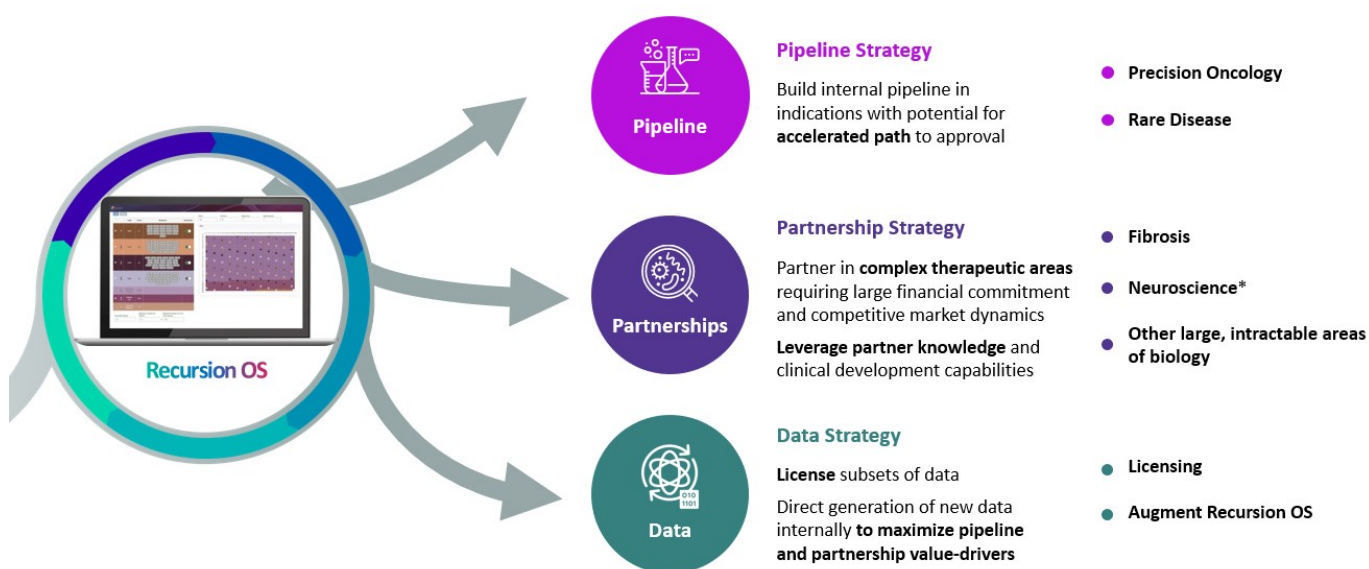 Pipeline Strategy
Build internal pipeline in
indications with potential for
accelerated path to approval
Pipeline
Precision Oncology
Rare Disease
Recursion OS
Partnership Strategy
Partner in complex therapeutic areas
requiring large financial commitment
and competitive market dynamics
Leverage partner knowledge and
clinical development capabilities
Partnerships
Fibrosis
Neuroscience*
Other large, intractable areas
of biology
Data Strategy
License subsets of data
Direct generation of new data
internally to maximize pipeline
and partnership value-drivers
010
1101
Data
Licensing
Augment Recursion OS